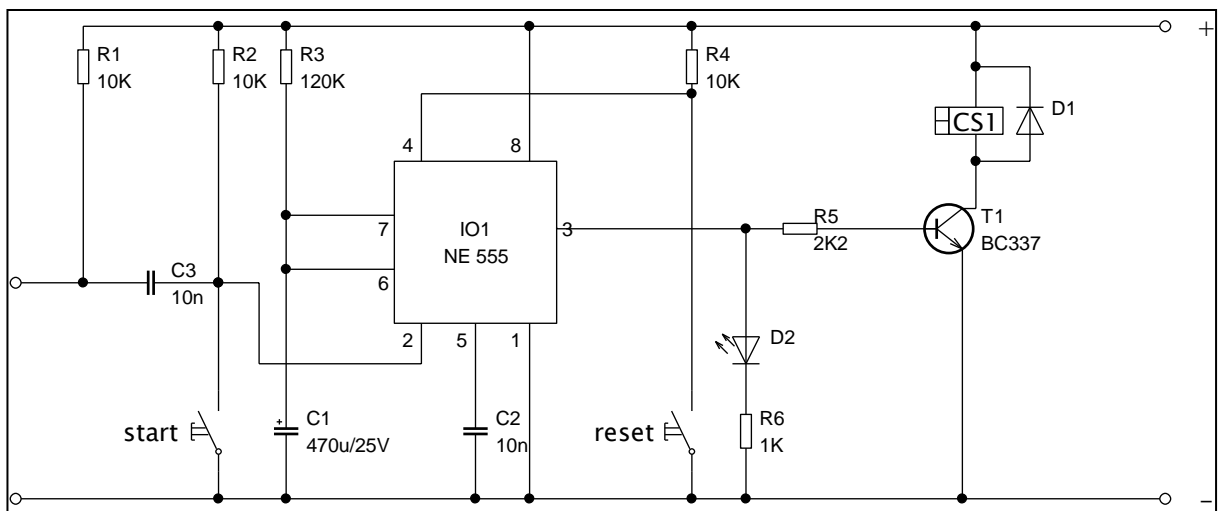 R1
10K
R2
10K
R3
120K
R4
10K
+
CS1
D1
4
8
7
6
IO1
NE 555
3
2
5
1
R5
2K2
T1
BC337
C3
10n
D2
start
C1
+
470u/25V
C2
10n
reset
R6
1K
−